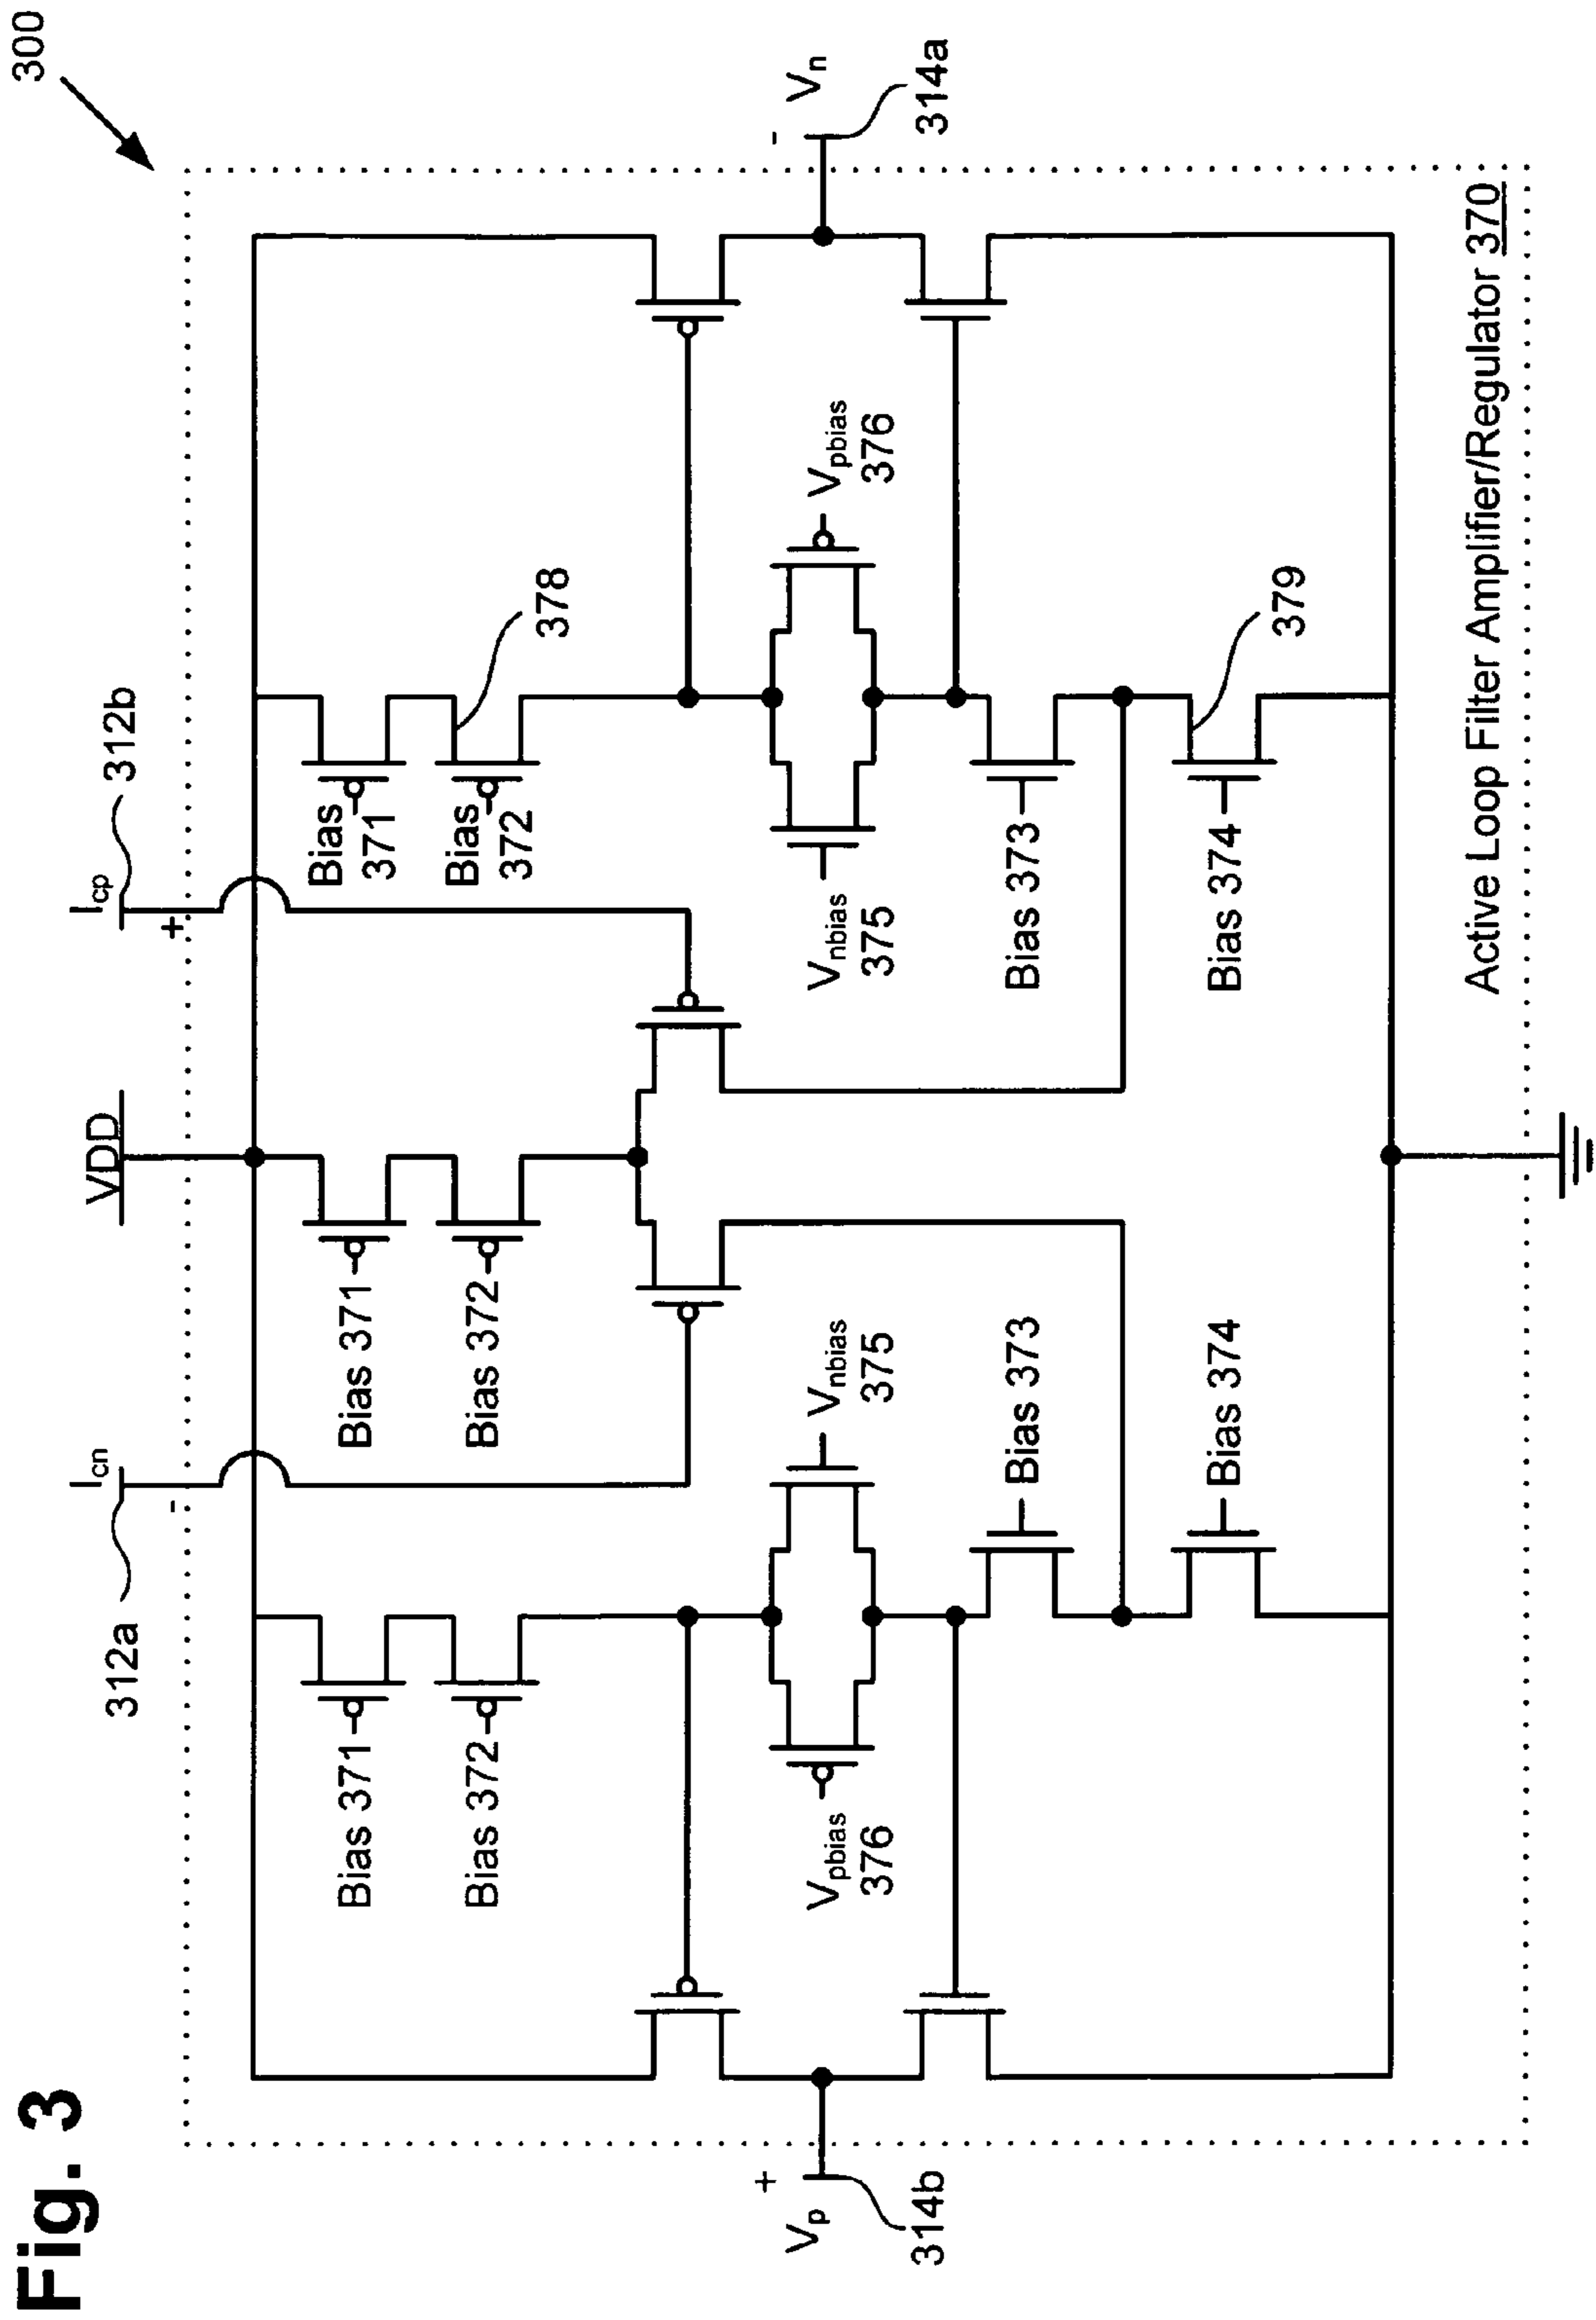 Fig. 3
300
VDD
Icn
312a
-
Icp
312b
+
Bias 371
Bias 372
Bias 371
Bias 372
Bias
371
Bias
372
378
Vp
+
314b
Vn
-
314a
Vpbias
376
Vnbias
375
Vnbias
375
Vpbias
376
Bias 373
Bias 374
Bias 373
Bias 374
379
Active Loop Filter Amplifier/Regulator 370